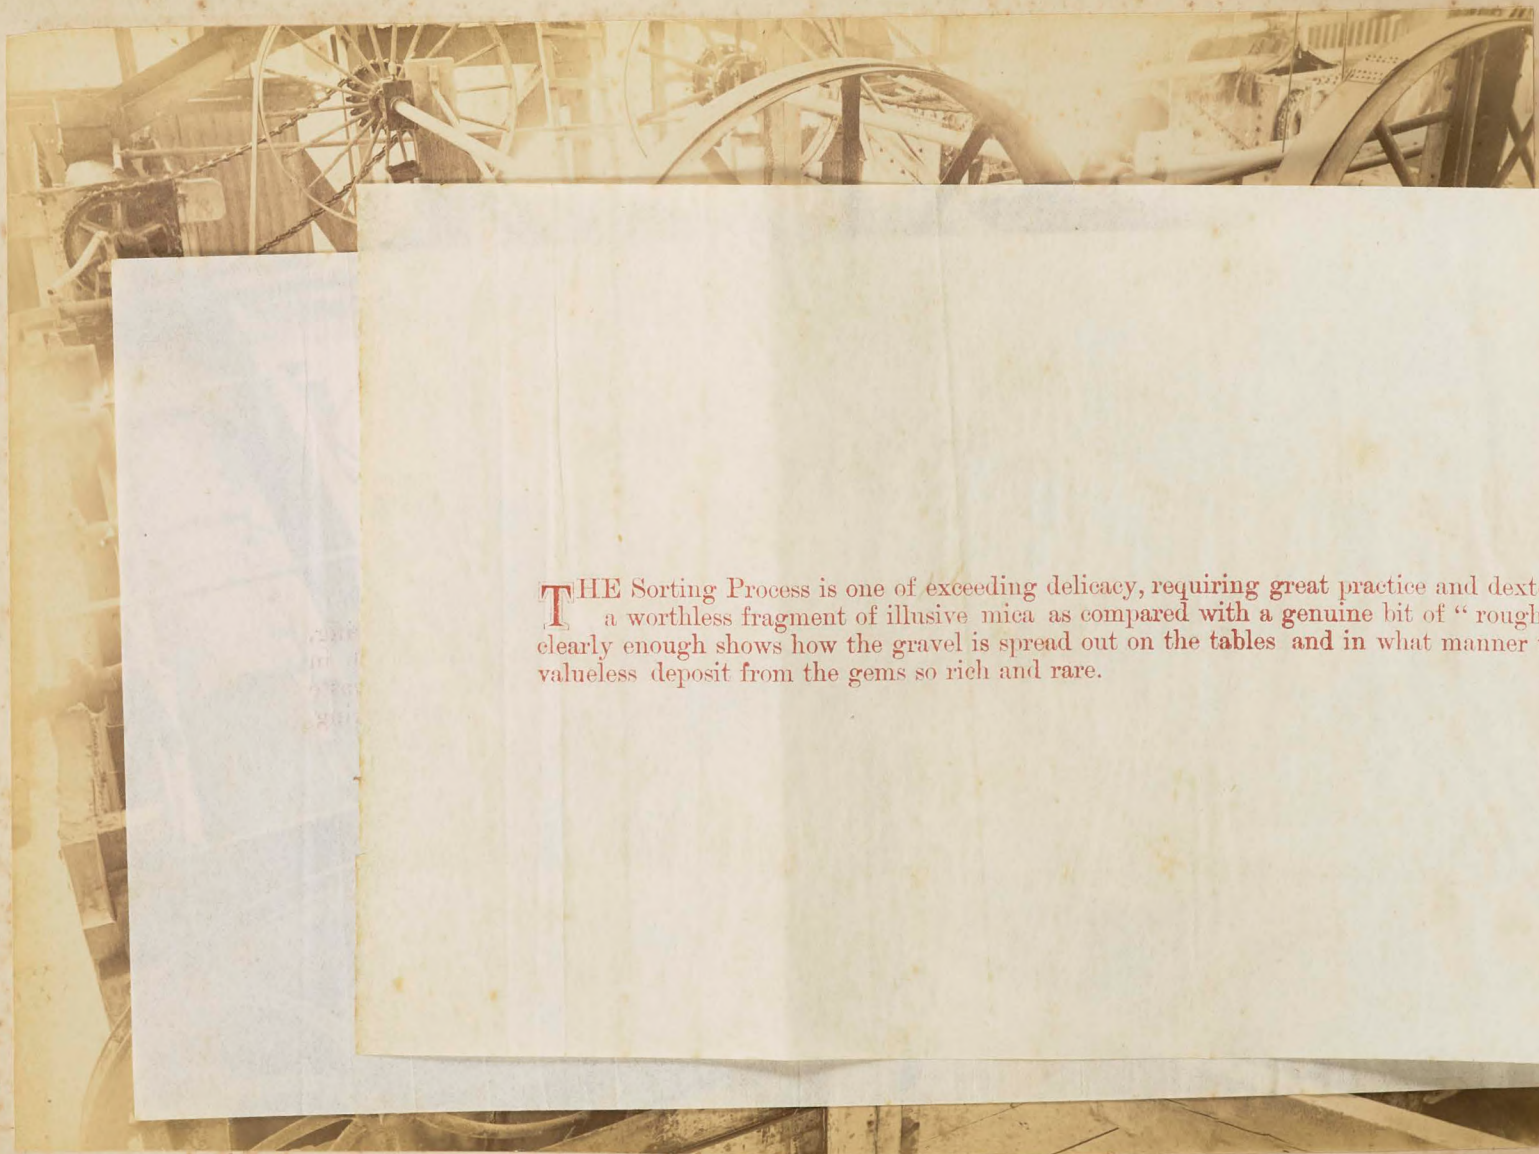 THE Sorting Process is one of exceeding delicacy, requiring great practice and dext
a worthless fragment of illusive mica as compared with a genuine bit of “ rough
clearly enough shows how the gravel is spread out on the tables and in what manner
valueless deposit from the gems so rich and rare.